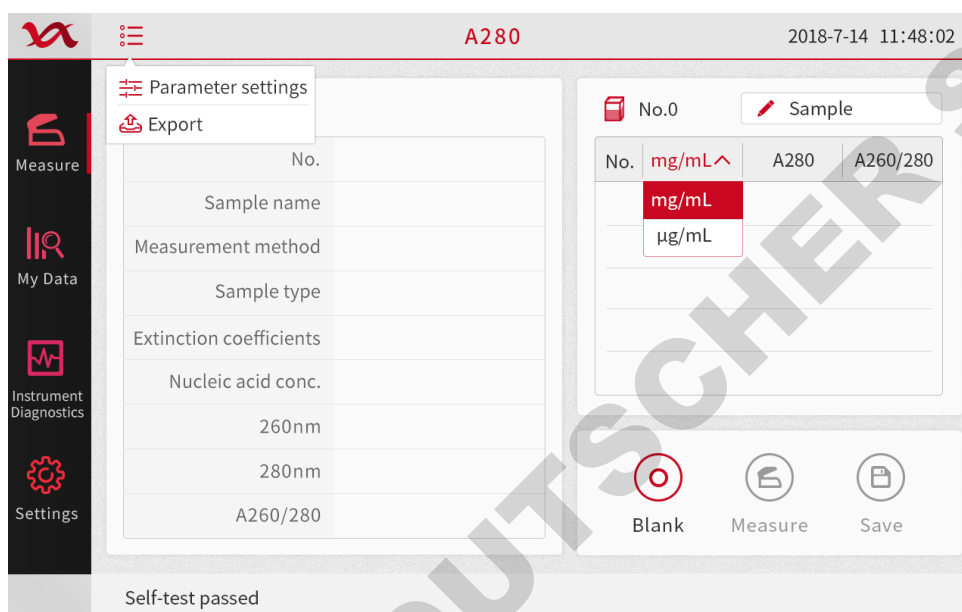 A280
2018-7-14 11:48:02
Parameter settings
Export
Measure
My Data
Instrument
Diagnostics
Settings
No.
Sample name
Measurement method
Sample type
Extinction coefficients
Nucleic acid conc.
260nm
280nm
A260/280
No.0
Sample
No. mg/mL A280 A260/280
mg/mL
µg/mL
Blank
Measure
Save
Self-test passed
OUTSCHER S